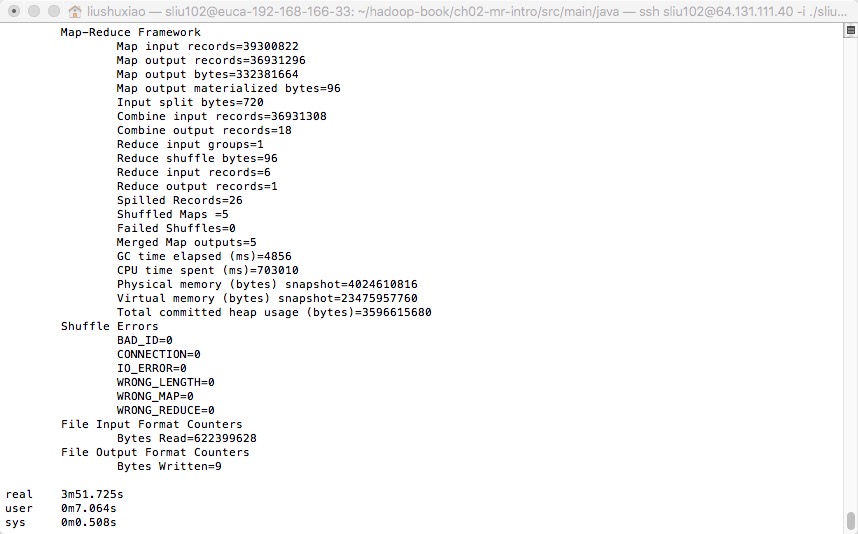 liushuxiao — sliu102@euca-192-168-166-33: ~/hadoop-book/ch02-mr-intro/src/main/java — ssh sliu102@64.131.111.40 -i ./sliu...
Map-Reduce Framework
Map input records=39300822
Map output records=36931296
Map output bytes=332381664
Map output materialized bytes=96
Input split bytes=720
Combine input records=36931308
Combine output records=18
Reduce input groups=1
Reduce shuffle bytes=96
Reduce input records=6
Reduce output records=1
Spilled Records=26
Shuffled Maps =5
Failed Shuffles=0
Merged Map outputs=5
GC time elapsed (ms)=4856
CPU time spent (ms)=703010
Physical memory (bytes) snapshot=4024610816
Virtual memory (bytes) snapshot=23475957760
Total committed heap usage (bytes)=3596615680
Shuffle Errors
BAD_ID=0
CONNECTION=0
IO_ERROR=0
WRONG_LENGTH=0
WRONG_MAP=0
WRONG_REDUCE=0
File Input Format Counters
Bytes Read=622399628
File Output Format Counters
Bytes Written=9
real 3m51.725s
user 0m7.064s
sys 0m0.508s